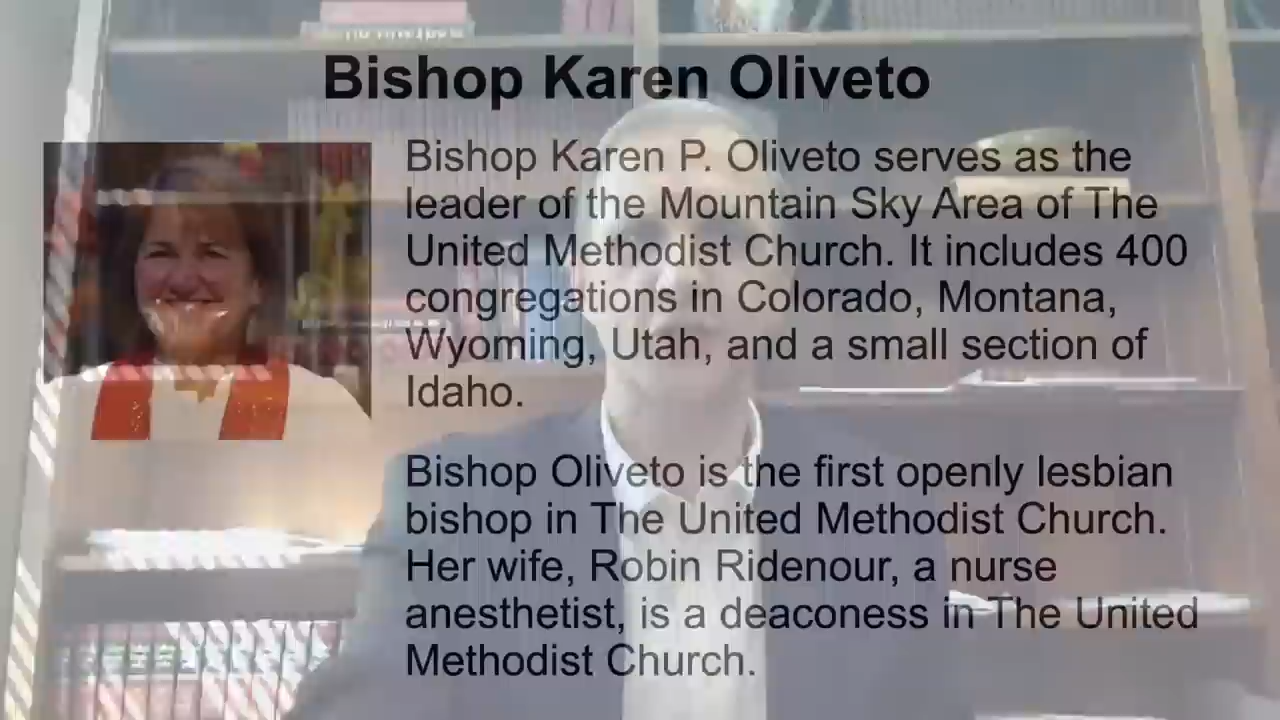 Bishop Karen Oliveto
Bishop Karen P. Oliveto serves as the
leader of the Mountain Sky Area of The
United Methodist Church. It includes 400
congregations in Colorado, Montana,
Wyoming, Utah, and a small section of
Idaho.
Bishop Oliveto is the first openly lesbian
bishop in The United Methodist Church.
Her wife, Robin Ridenour, a nurse
anesthetist, is a deaconess in The United
Methodist Church.